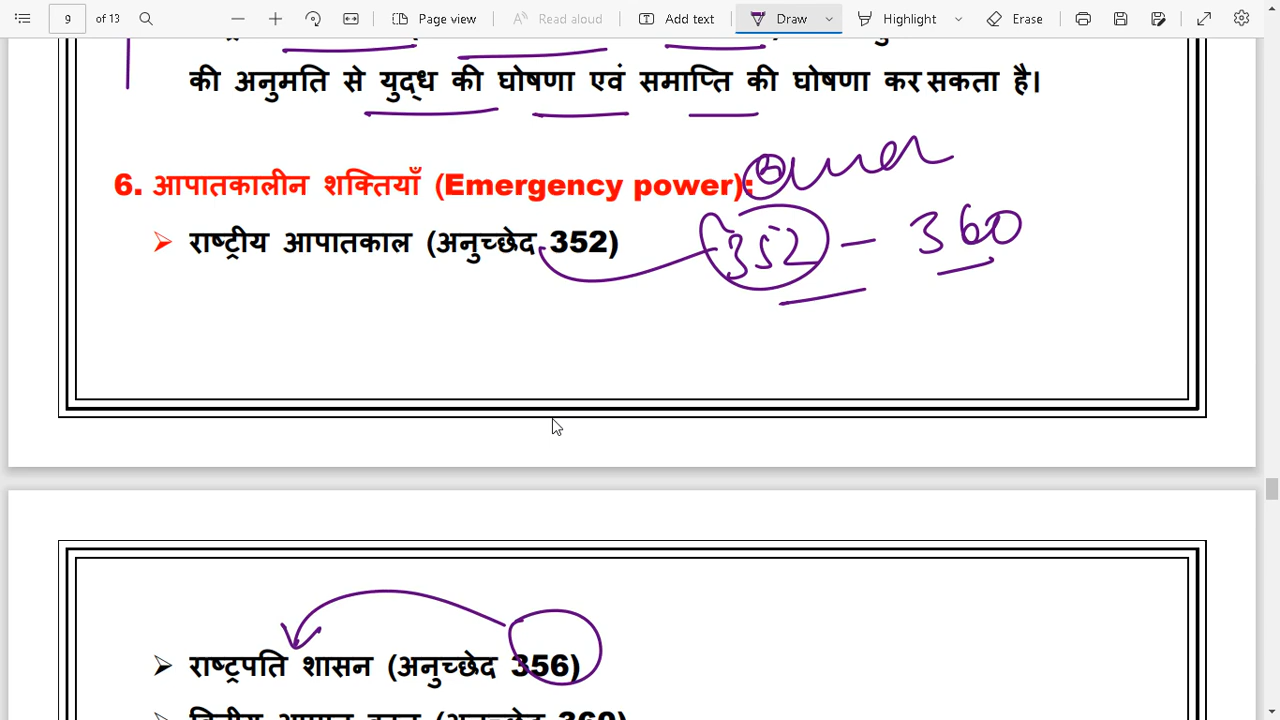 9 of 13 Page view Read aloud Add text Draw Highlight Erase
की अनुमति से युद्ध की घोषणा एवं समाप्ति की घोषणा कर सकता है।
6. आपातकालीन शक्तियाँ (Emergency power):
राष्ट्रीय आपातकाल (अनुच्छेद 352)
352 – 360
राष्ट्रपति शासन (अनुच्छेद 356)